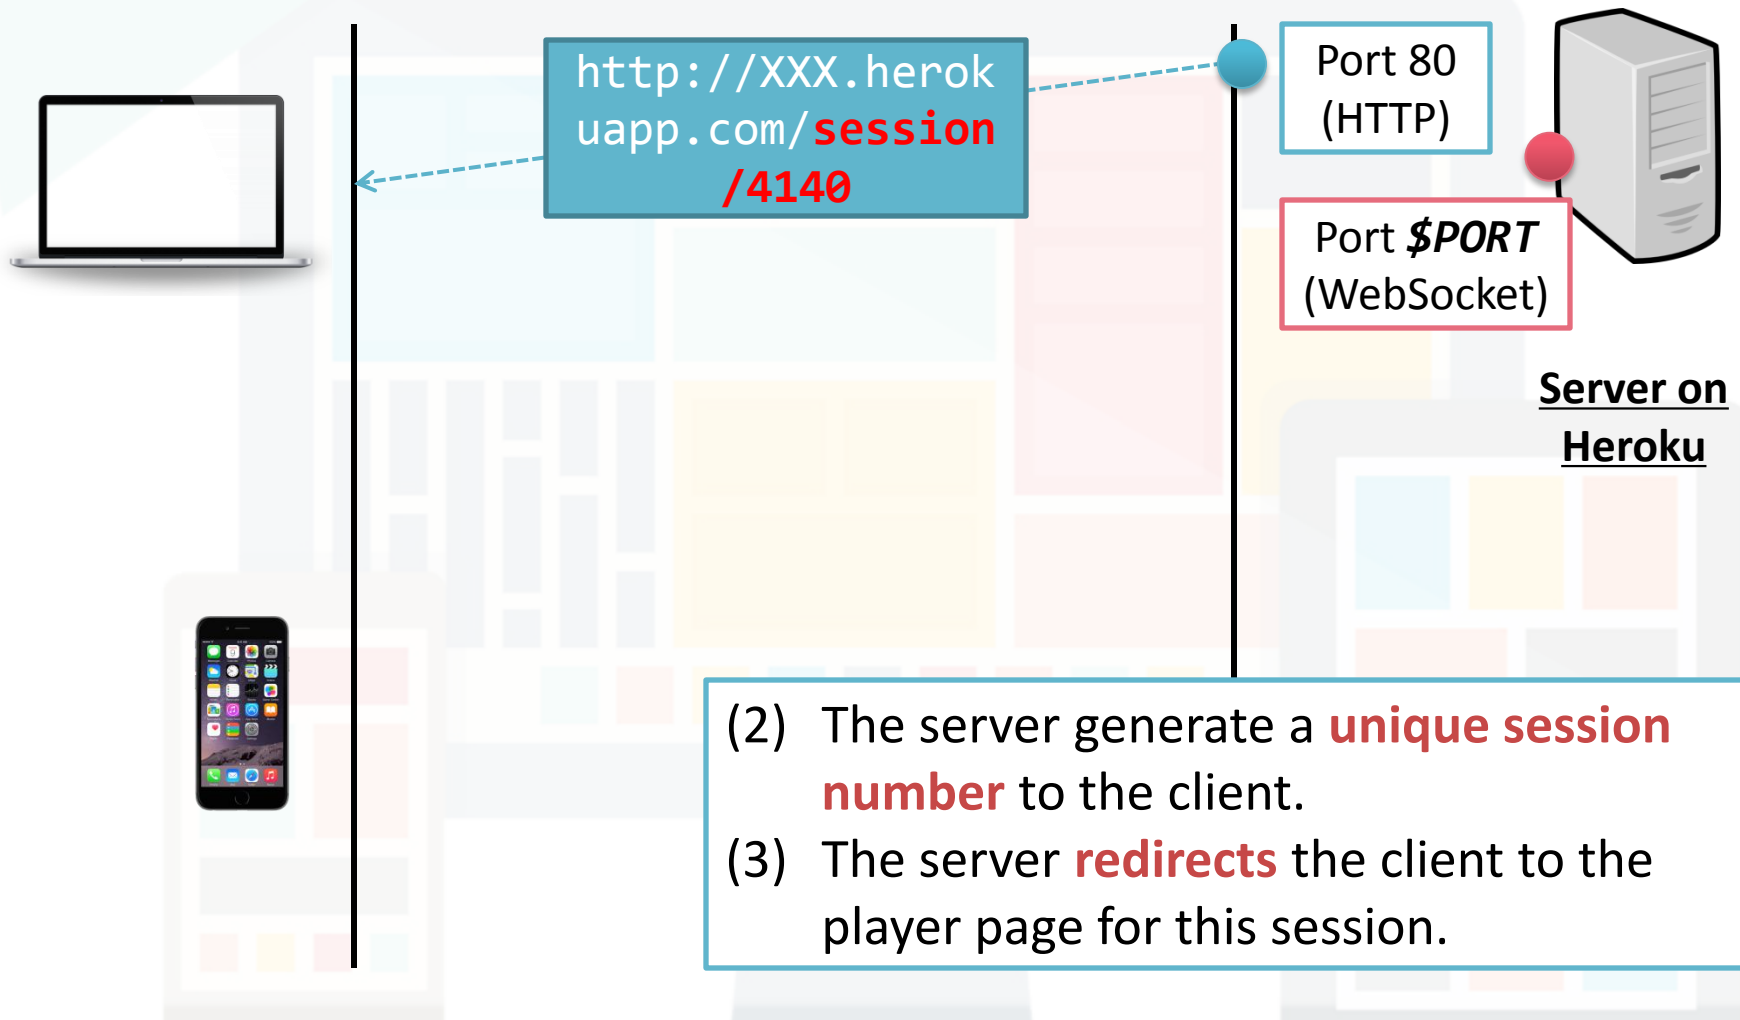 http://XXX.herok
uapp.com/session
/4140
Port 80
(HTTP)
Port $PORT
(WebSocket)
Server on
Heroku
(2) The server generate a unique session
number to the client.
(3) The server redirects the client to the
player page for this session.